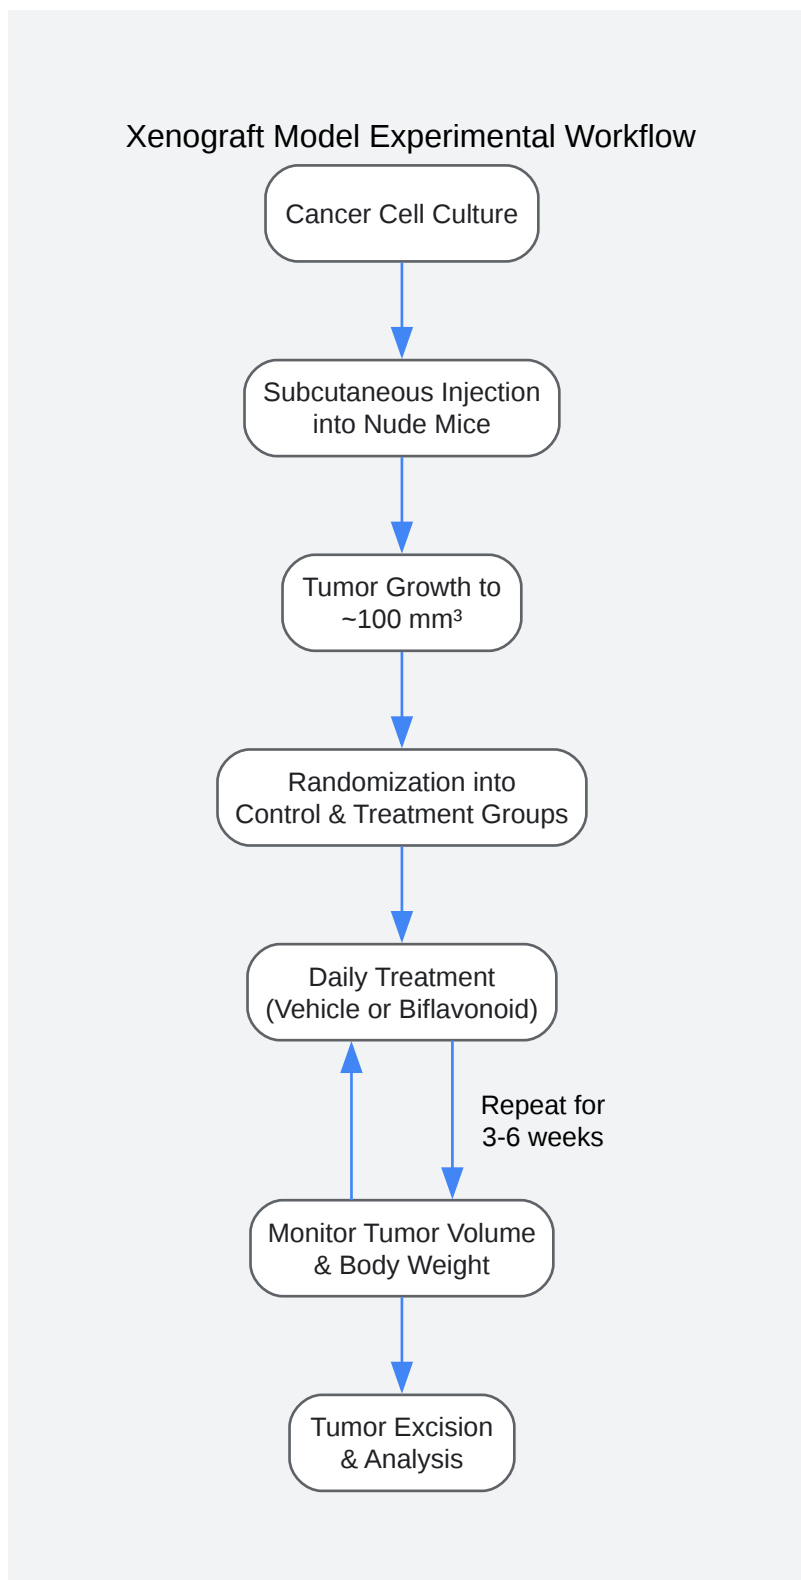 Xenograft Model Experimental Workflow
Cancer Cell Culture
Subcutaneous Injection
into Nude Mice
Tumor Growth to
~100 mm³
Randomization into
Control & Treatment Groups
Daily Treatment
(Vehicle or Biflavonoid)
Repeat for
3-6 weeks
Monitor Tumor Volume
& Body Weight
Tumor Excision
& Analysis